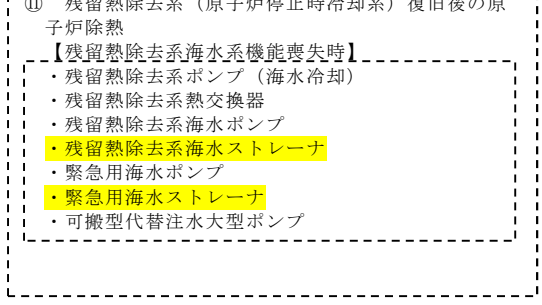 ⑪ 残留熱除去系（原子炉停止時冷却系）復旧後の原
子炉除熱
【残留熱除去系海水系機能喪失時】
・残留熱除去系ポンプ（海水冷却）
・残留熱除去系熱交換器
・残留熱除去系海水ポンプ
・残留熱除去系海水ストレーナ
・緊急用海水ポンプ
・緊急用海水ストレーナ
・可搬型代替注水大型ポンプ